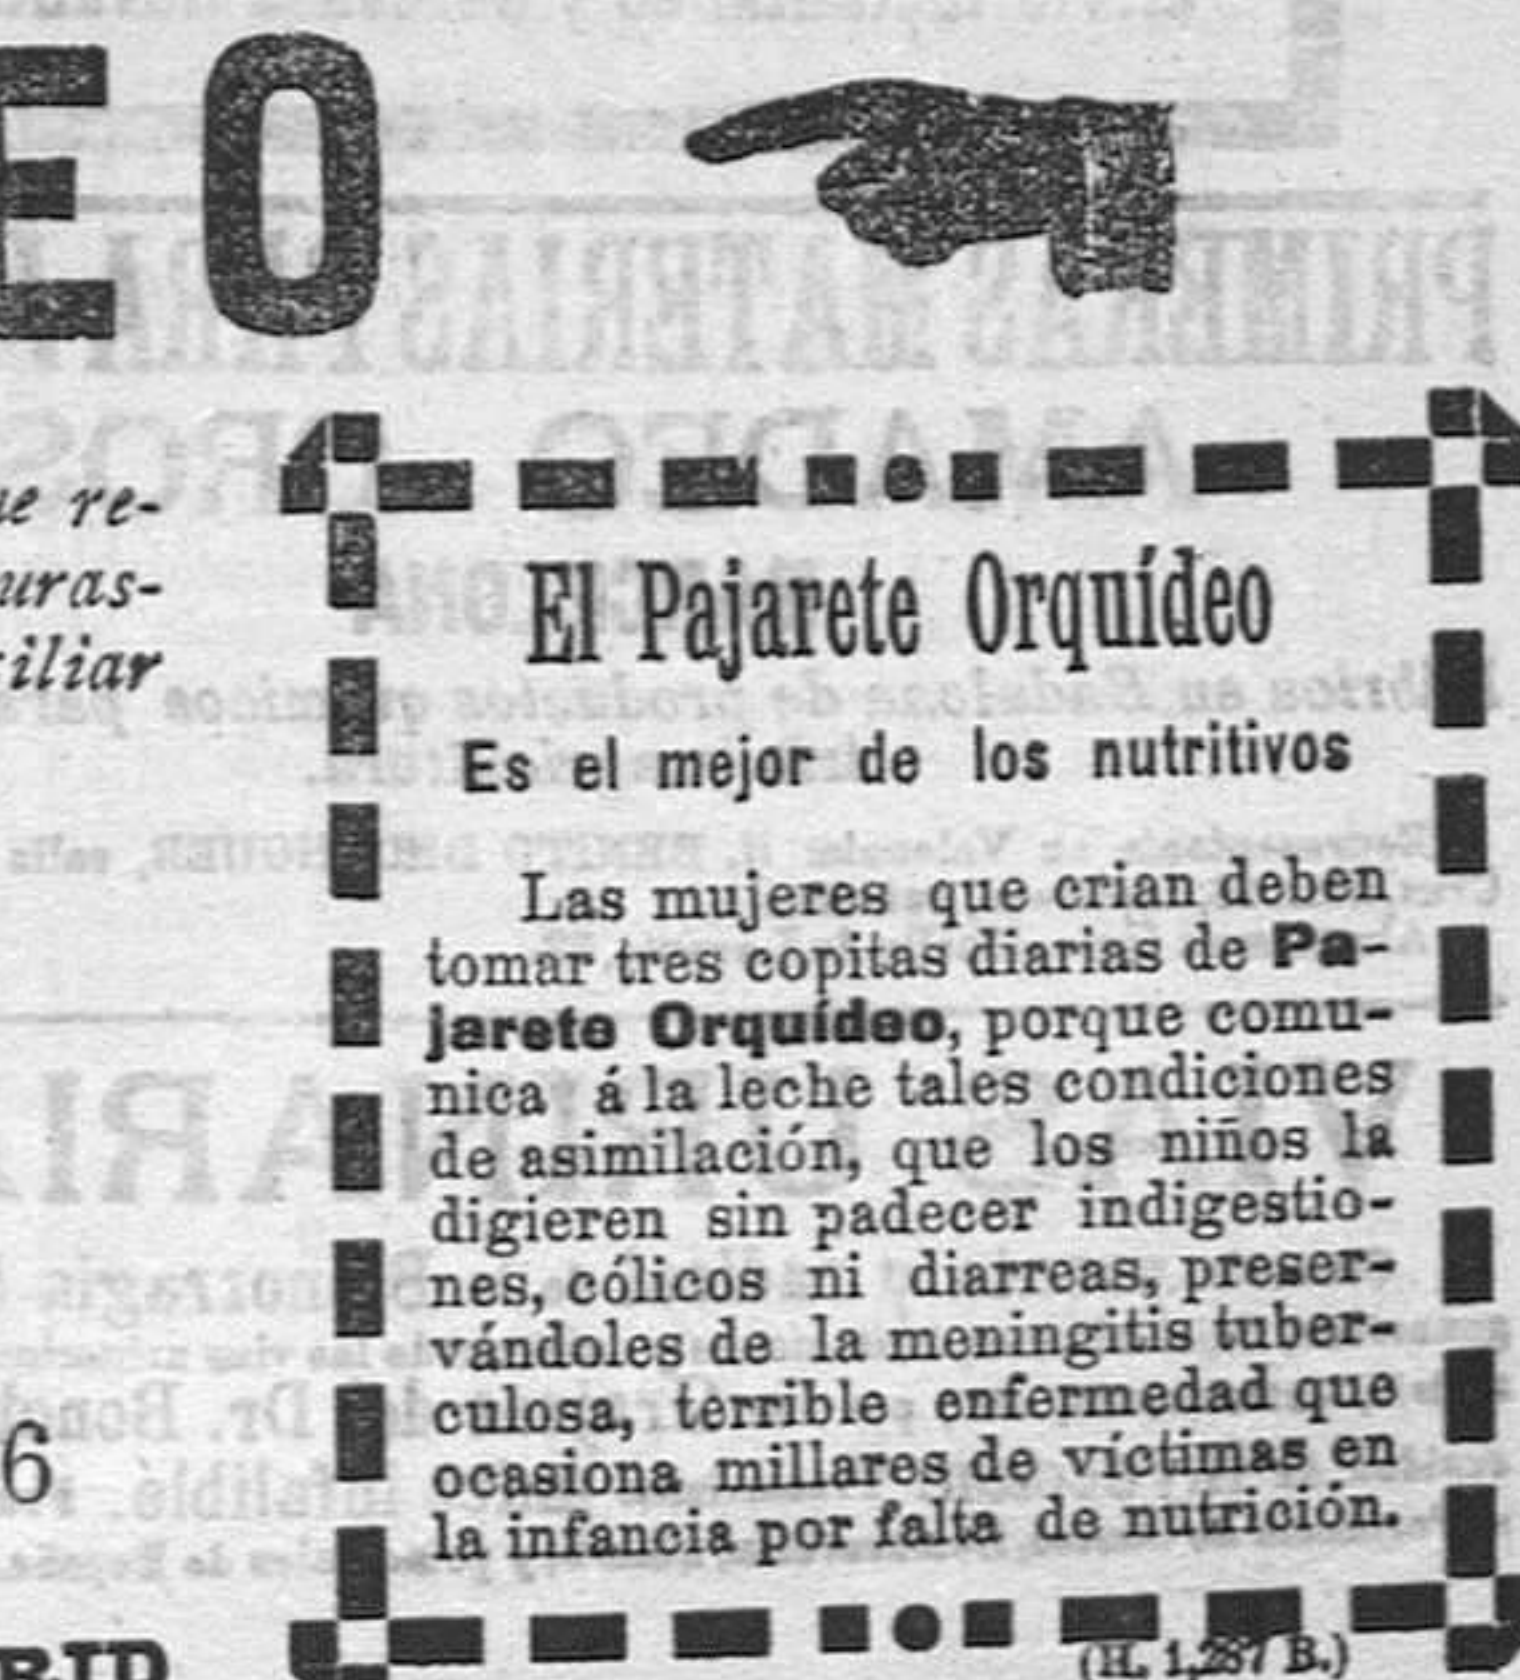 EO
ue re-
uras-
iliar
El Pajarete Orquídeo
Es el mejor de los nutritivos
Las mujeres que crian deben
tomar tres copitas diarias de Pa-
jarete Orquídeo, porque comu-
nica á la leche tales condiciones
de asimilación, que los niños la
digieren sin padecer indigestio-
nes, cólicos ni diarreas, preser-
vándoles de la meningitis tuber-
culosa, terrible enfermedad que
ocasiona millares de víctimas en
la infancia por falta de nutrición.
6
RID
(H. 1,287 B.)